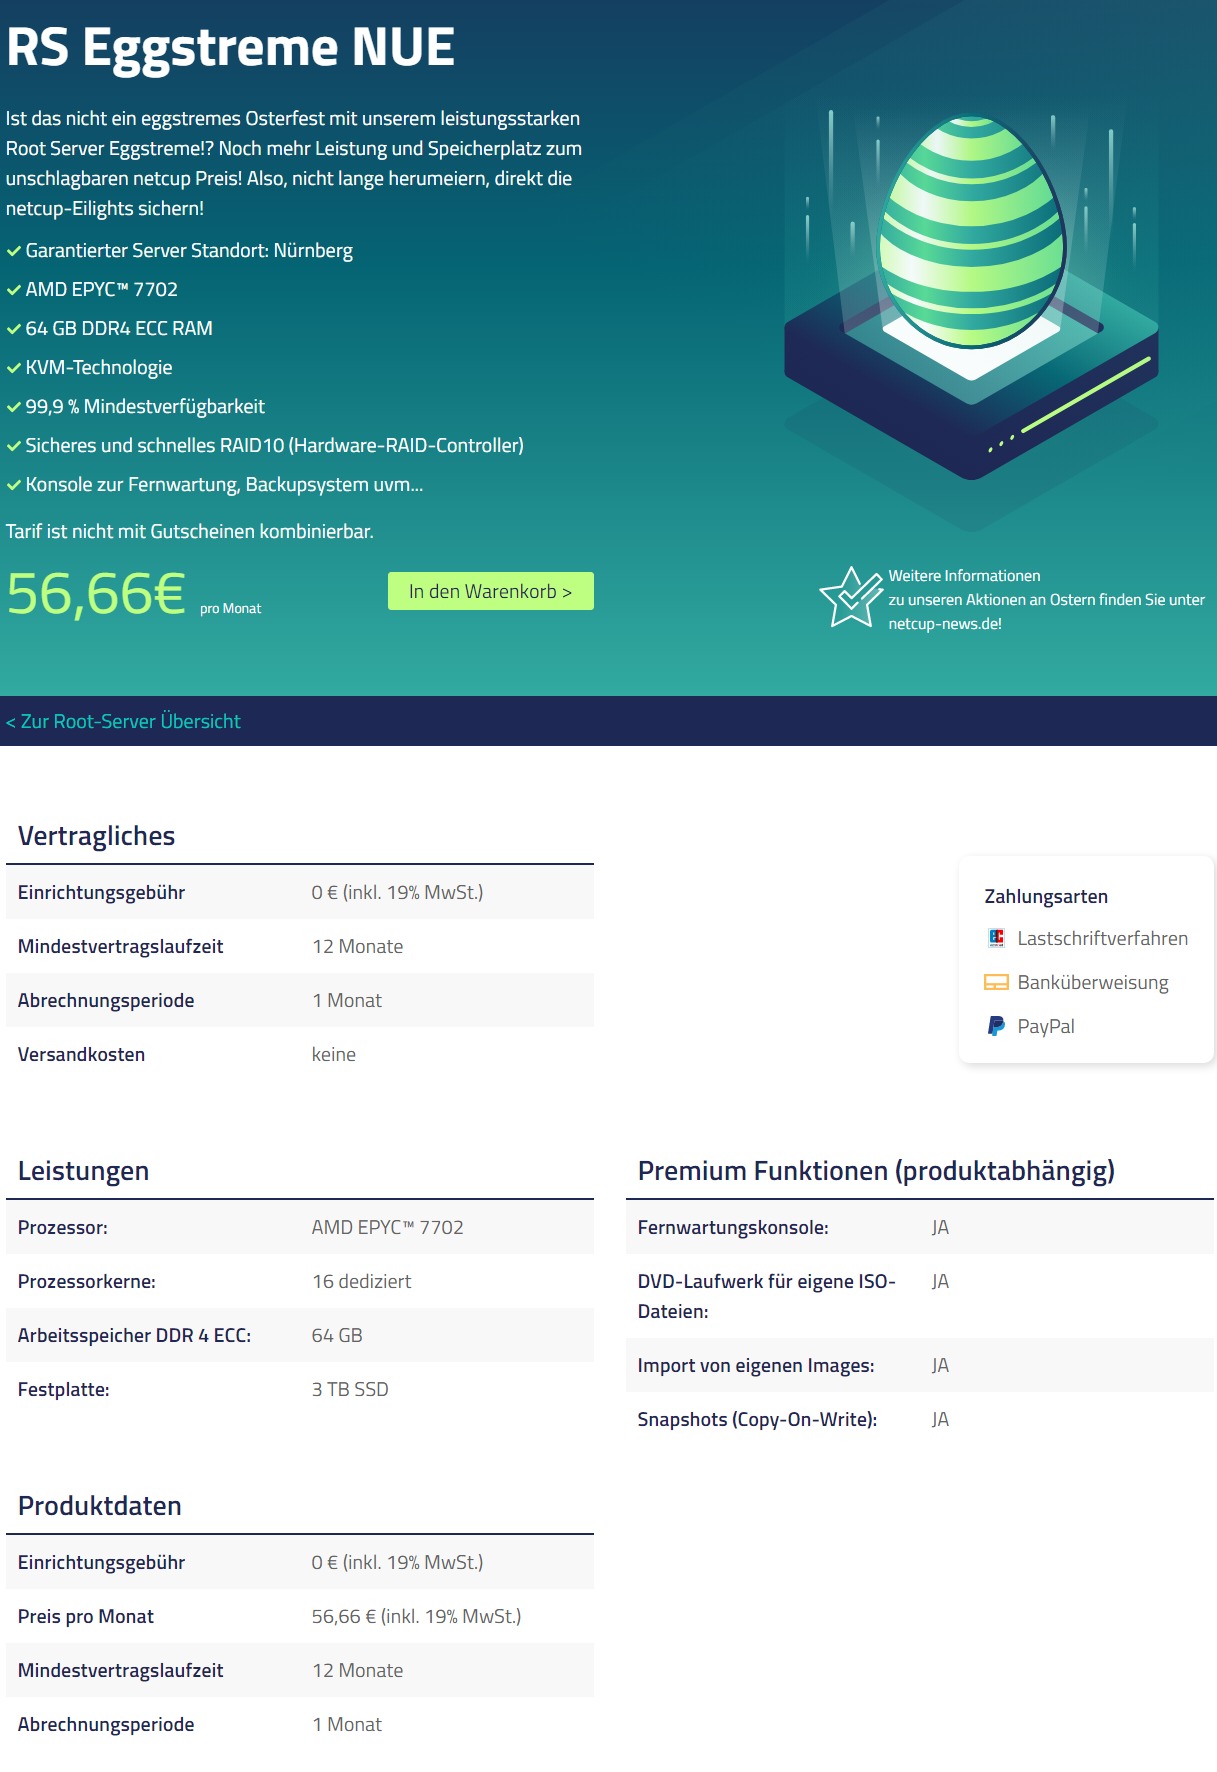 RS Eggstreme NUE
Ist das nicht ein eggstremes Osterfest mit unserem leistungsstarken
Root Server Eggstreme!? Noch mehr Leistung und Speicherplatz zum
unschlagbaren netcup Preis! Also, nicht lange herumeiern, direkt die
netcup-Eilights sichern!
Garantierter Server Standort: Nürnberg
AMD EPYC™ 7702
64 GB DDR4 ECC RAM
KVM-Technologie
99,9 % Mindestverfügbarkeit
Sicheres und schnelles RAID10 (Hardware-RAID-Controller)
Konsole zur Fernwartung, Backupsystem uvm...
Tarif ist nicht mit Gutscheinen kombinierbar.
56,66€ pro Monat
In den Warenkorb >
Weitere Informationen
zu unseren Aktionen an Ostern finden Sie unter
netcup-news.de!
< Zur Root-Server Übersicht
Vertragliches
Einrichtungsgebühr 0 € (inkl. 19% MwSt.)
Mindestvertragslaufzeit 12 Monate
Abrechnungsperiode 1 Monat
Versandkosten keine
Zahlungsarten
Lastschriftverfahren
Banküberweisung
PayPal
Leistungen
Prozessor: AMD EPYC™ 7702
Prozessorkerne: 16 dediziert
Arbeitsspeicher DDR 4 ECC: 64 GB
Festplatte: 3 TB SSD
Premium Funktionen (produktabhängig)
Fernwartungskonsole: JA
DVD-Laufwerk für eigene ISO- JA
Dateien:
Import von eigenen Images: JA
Snapshots (Copy-On-Write): JA
Produktdaten
Einrichtungsgebühr 0 € (inkl. 19% MwSt.)
Preis pro Monat 56,66 € (inkl. 19% MwSt.)
Mindestvertragslaufzeit 12 Monate
Abrechnungsperiode 1 Monat